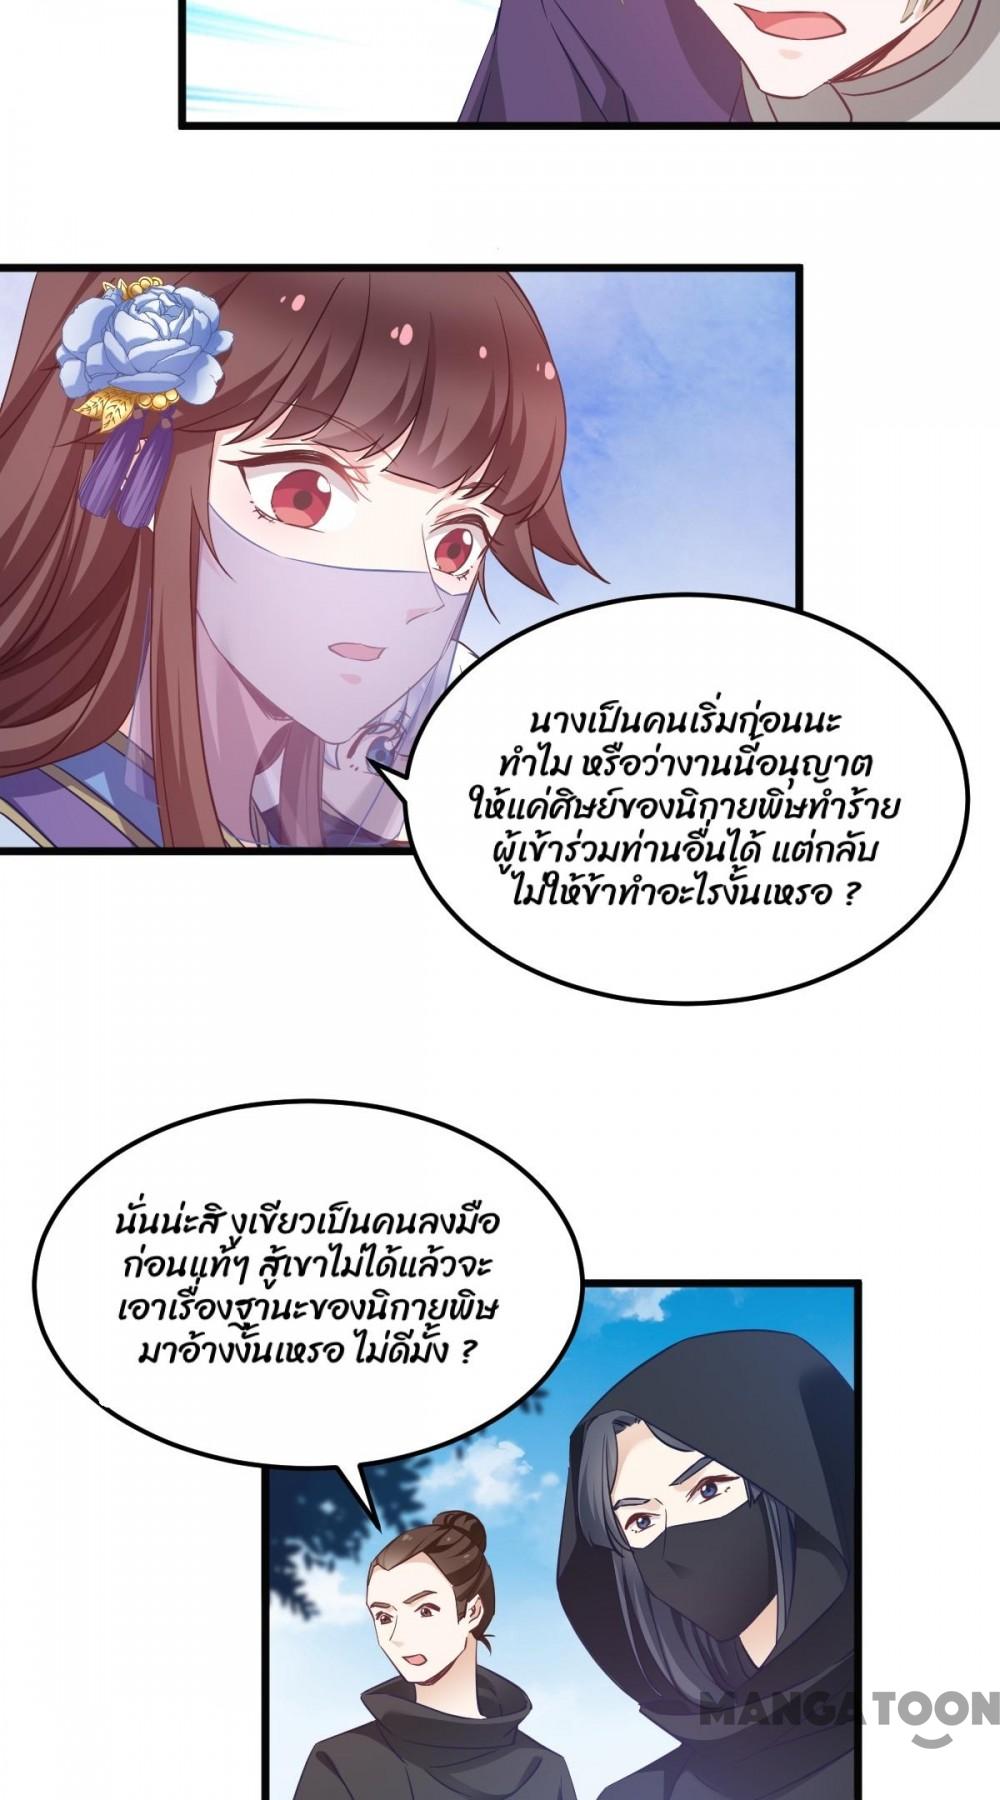 นางเป็นคนเริ่มก่อนนะ
ทำไม หรือว่างานนี้อนุญาต
ให้แค่ศิษย์ของนิกายพิษทำร้าย
ผู้เข้าร่วมท่านอื่นได้ แต่กลับ
ไม่ให้ข้าทำอะไรงั้นเหรอ ?
นั่นน่ะสิ งูเขียวเป็นคนลงมือ
ก่อนแท้ๆ สู้เขาไม่ได้แล้วจะ
เอาเรื่องฐานะของนิกายพิษ
มาอ้างงั้นเหรอ ไม่ดีมั้ง ?
MANGATOON